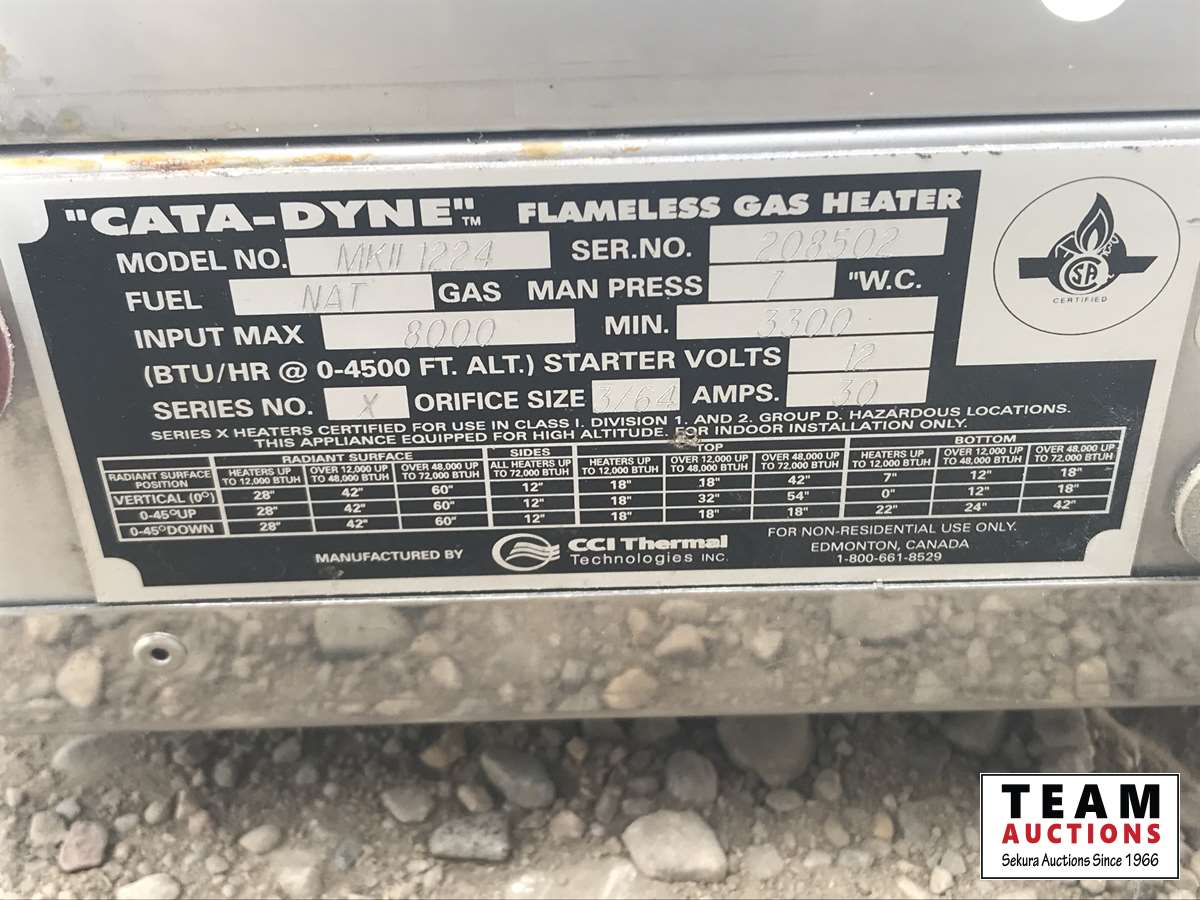 "CATA-DYNE"™ FLAMELESS GAS HEATER
MODEL NO. MKII 1224 SER.NO. 208502
FUEL NAT GAS MAN PRESS 7 "W.C.
INPUT MAX 8000 MIN. 3300
(BTU/HR @ 0-4500 FT. ALT.) STARTER VOLTS 12
SERIES NO. X ORIFICE SIZE 3/64 AMPS. 30
SERIES X HEATERS CERTIFIED FOR USE IN CLASS I. DIVISION 1. AND 2. GROUP D. HAZARDOUS LOCATIONS.
THIS APPLIANCE EQUIPPED FOR HIGH ALTITUDE. FOR INDOOR INSTALLATION ONLY.
RADIANT SURFACE SIDES TOP BOTTOM
RADIANT SURFACE POSITION HEATERS UP TO 12,000 BTUH OVER 12,000 UP TO 48,000 BTUH OVER 48,000 UP TO 72,000 BTUH ALL HEATERS UP TO 72,000 BTUH HEATERS UP TO 12,000 BTUH OVER 12,000 UP TO 48,000 BTUH OVER 48,000 UP TO 72,000 BTUH HEATERS UP TO 12,000 BTUH OVER 12,000 UP TO 48,000 BTUH OVER 48,000 UP TO 72,000 BTUH
VERTICAL (0°) 28" 42" 60" 12" 18" 18" 42" 7" 12" 18"
0-45°UP 28" 42" 60" 12" 18" 32" 54" 0" 12" 18"
0-45°DOWN 28" 42" 60" 12" 18" 18" 18" 22" 24" 42"
MANUFACTURED BY CCI Thermal Technologies INC.
FOR NON-RESIDENTIAL USE ONLY.
EDMONTON, CANADA
1-800-661-8529
CERTIFIED
TEAM
AUCTIONS
Sekura Auctions Since 1966